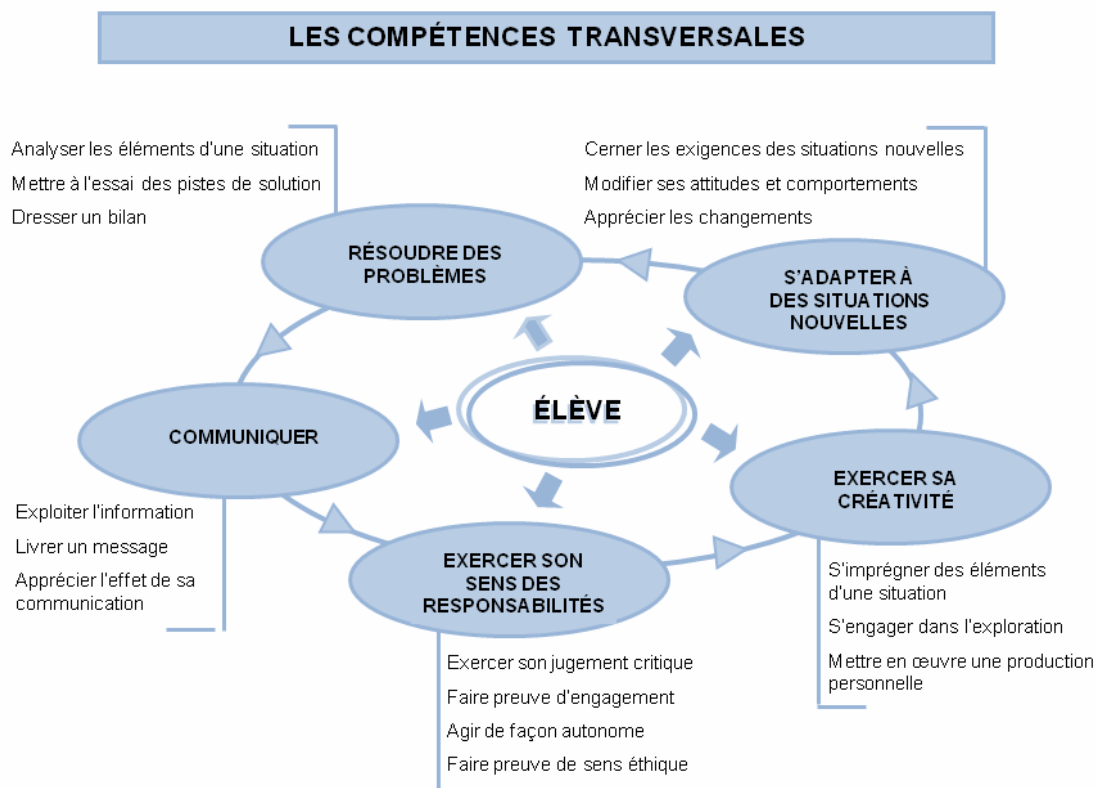 LES COMPÉTENCES TRANSVERSALES
Analyser les éléments d'une situation
Mettre à l'essai des pistes de solution
Dresser un bilan
Cerner les exigences des situations nouvelles
Modifier ses attitudes et comportements
Apprécier les changements
RÉSOUDRE DES
PROBLÈMES
S'ADAPTER À
DES SITUATIONS
NOUVELLES
ÉLÈVE
COMMUNIQUER
EXERCER SA
CRÉATIVITÉ
Exploiter l'information
Livrer un message
Apprécier l'effet de sa
communication
EXERCER SON
SENS DES
RESPONSABILITÉS
S'imprégner des éléments
d'une situation
S'engager dans l'exploration
Mettre en œuvre une production
personnelle
Exercer son jugement critique
Faire preuve d'engagement
Agir de façon autonome
Faire preuve de sens éthique